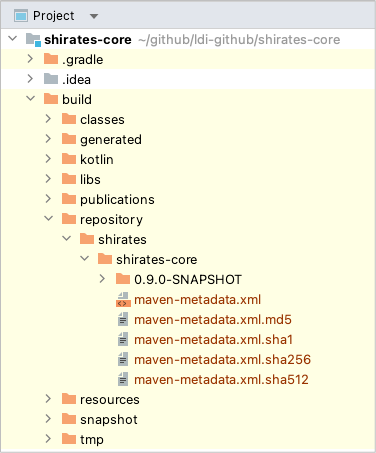 Project
shirates-core ~/github/ldi-github/shirates-core
.gradle
.idea
build
classes
generated
kotlin
libs
publications
repository
shirates
shirates-core
0.9.0-SNAPSHOT
maven-metadata.xml
maven-metadata.xml.md5
maven-metadata.xml.sha1
maven-metadata.xml.sha256
maven-metadata.xml.sha512
resources
snapshot
tmp